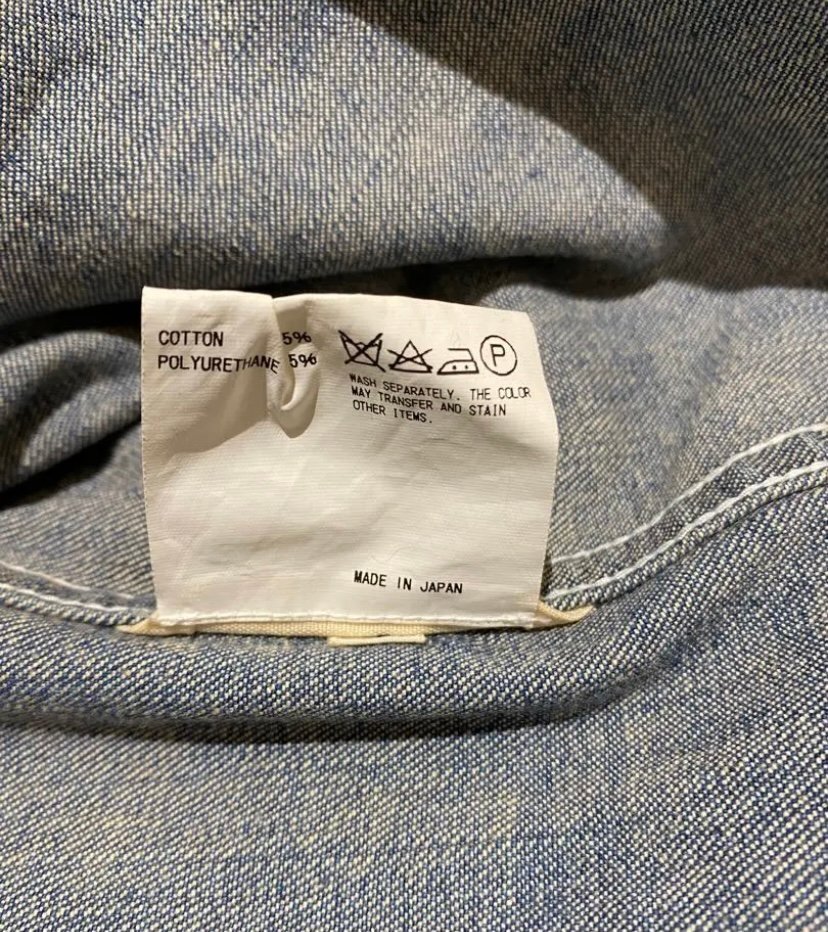 COTTON 5%
POLYURETHANE 5%
P
WASH SEPARATELY. THE COLOR
MAY TRANSFER AND STAIN
OTHER ITEMS.
MADE IN JAPAN